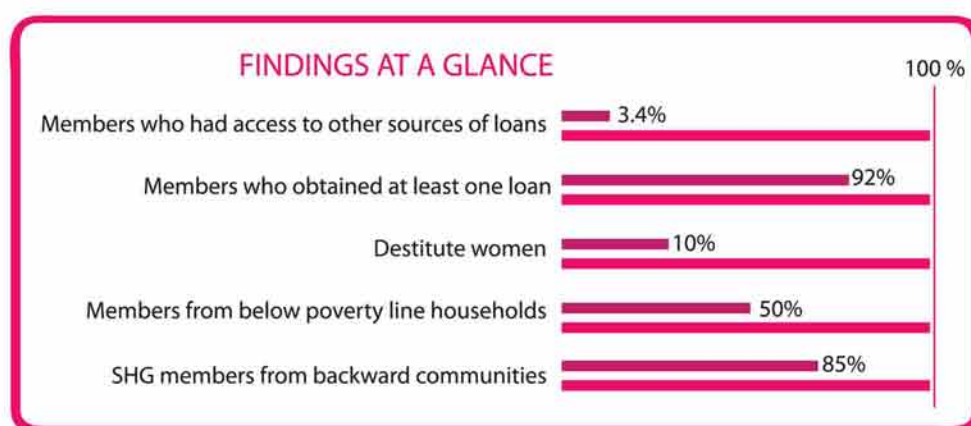 FINDINGS AT A GLANCE
100 %
Members who had access to other sources of loans 3.4%
Members who obtained at least one loan 92%
Destitute women 10%
Members from below poverty line households 50%
SHG members from backward communities 85%